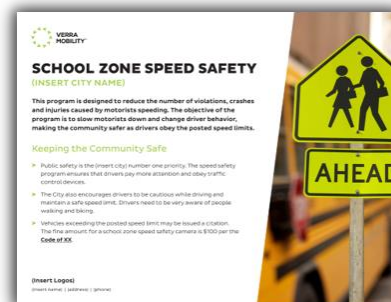 VERRA
MOBILITY™
SCHOOL ZONE SPEED SAFETY
(INSERT CITY NAME)
This program is designed to reduce the number of violations, crashes
and injuries caused by motorists speeding. The objective of the
program is to slow motorists down and change driver behavior,
making the community safer as drivers obey the posted speed limits.
Keeping the Community Safe
> Public safety is the (insert city) number one priority. The speed safety
program ensures that drivers pay more attention and obey traffic
control devices.
> The City also encourages drivers to be cautious while driving and
maintain a safe speed limit. Drivers need to be very aware of people
walking and biking.
> Vehicles exceeding the posted speed limit may be issued a citation.
The fine amount for a school zone speed safety camera is $100 per the
Code of XX.
(Insert Logos)
(Insert name) | (address) | (phone)
AHEAD